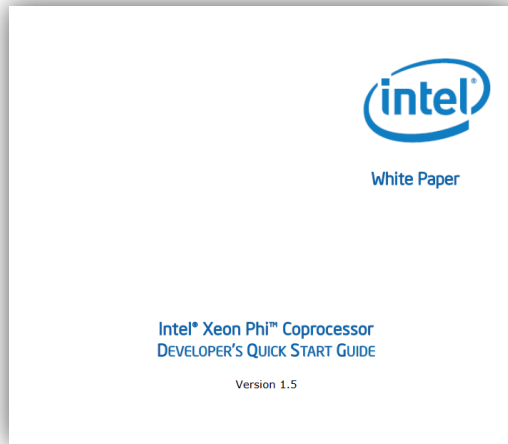 intel®
White Paper
Intel® Xeon Phi™ Coprocessor
DEVELOPER'S QUICK START GUIDE
Version 1.5